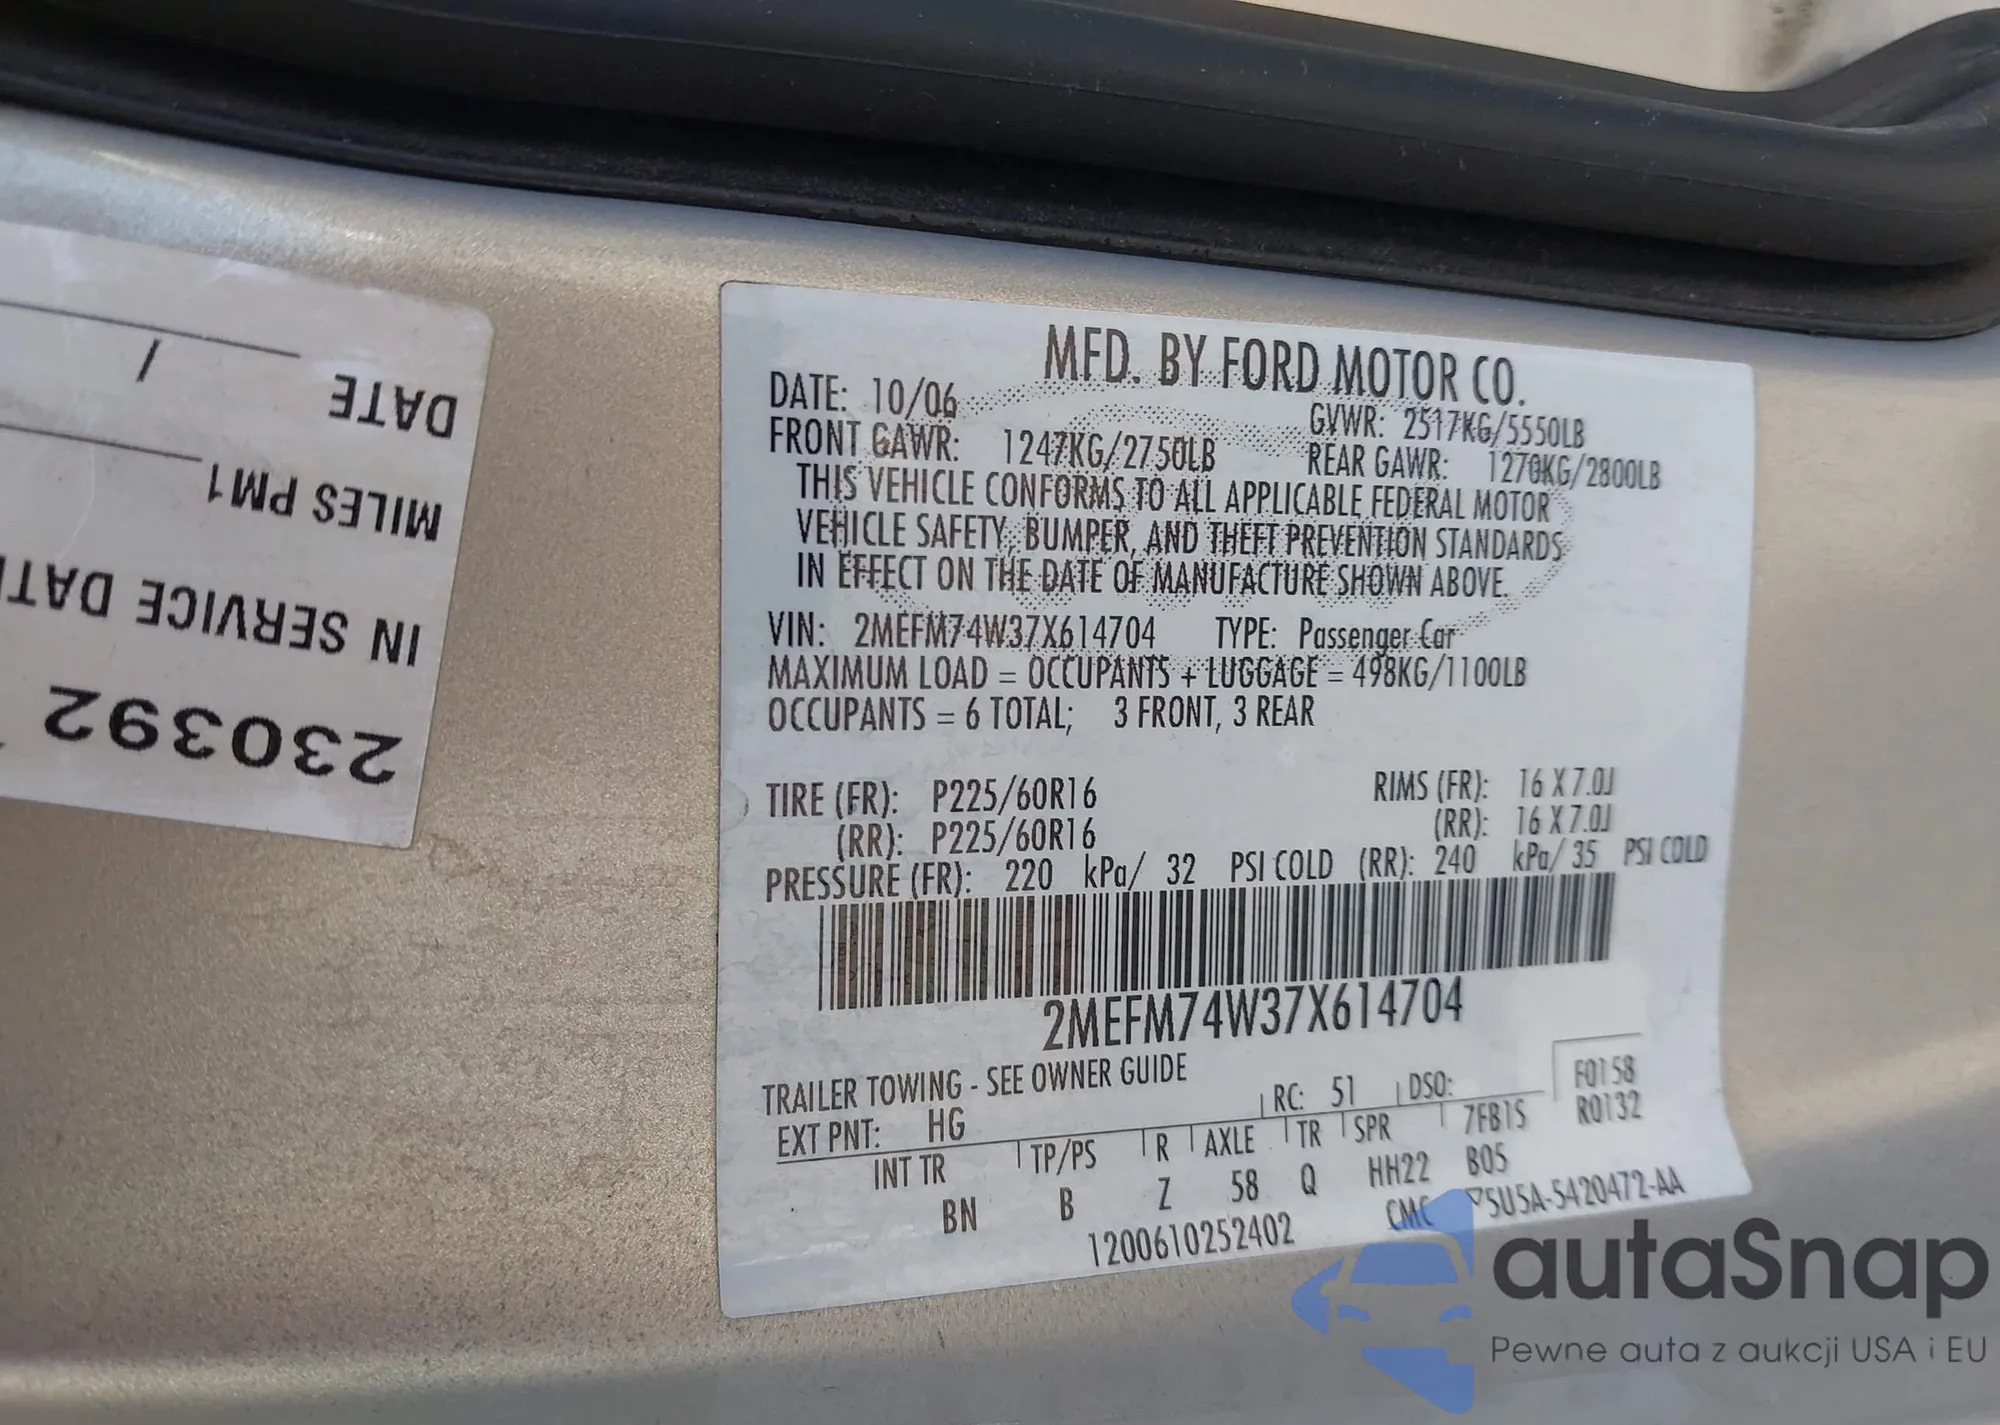 DATE /
MILES PM1
IN SERVICE DATE
230392
MFD. BY FORD MOTOR CO.
DATE: 10/06 GVWR: 2517KG/5550LB
FRONT GAWR: 1247KG/2750LB REAR GAWR: 1270KG/2800LB
THIS VEHICLE CONFORMS TO ALL APPLICABLE FEDERAL MOTOR
VEHICLE SAFETY, BUMPER, AND THEFT PREVENTION STANDARDS
IN EFFECT ON THE DATE OF MANUFACTURE SHOWN ABOVE.
VIN: 2MEFM74W37X614704 TYPE: Passenger Car
MAXIMUM LOAD = OCCUPANTS + LUGGAGE = 498KG/1100LB
OCCUPANTS = 6 TOTAL; 3 FRONT, 3 REAR
TIRE (FR): P225/60R16 RIMS (FR): 16 X 7.0J
(RR): P225/60R16 (RR): 16 X 7.0J
PRESSURE (FR): 220 kPa/ 32 PSI COLD (RR): 240 kPa/ 35 PSI COLD
2MEFM74W37X614704
TRAILER TOWING - SEE OWNER GUIDE
EXT PNT: HG RC: 51 DSO: F0158
INT TR TP/PS R AXLE TR SPR 7FB1S R0132
BN B Z 58 Q HH22 B05
1200610252402 CMC 5U5A-5420472-AA
autaSnap
Pewne auta z aukcji USA i EU